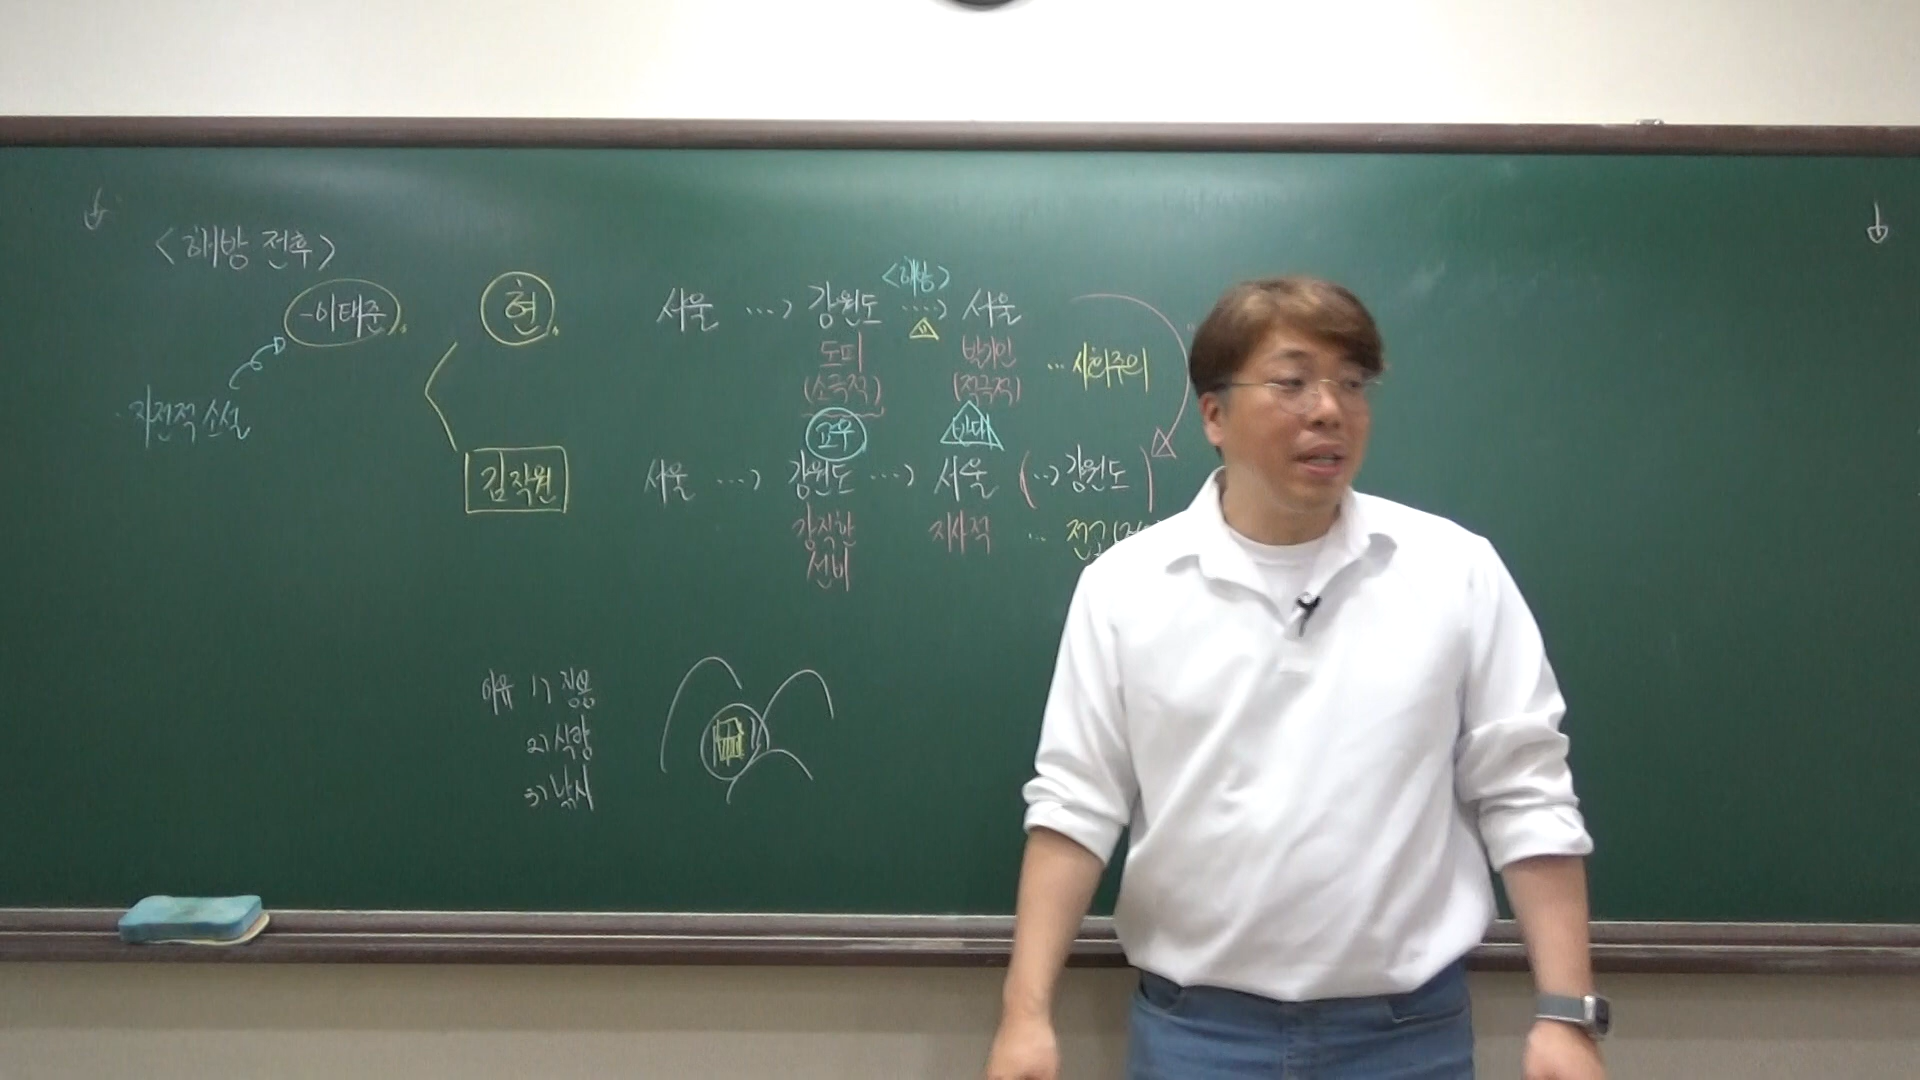 <해방 전후>
-이태준
자전적 소설
현
<해방>
서울 …> 강원도 …> 서울
도피 박기인
(소극적) (적극적) … 사회주의
교우 반대
김직원
서울 …> 강원도 …> 서울 (…> 강원도)
강직한 지사적 …
선비
이유 1) 징용
2) 식량
3) 낚시